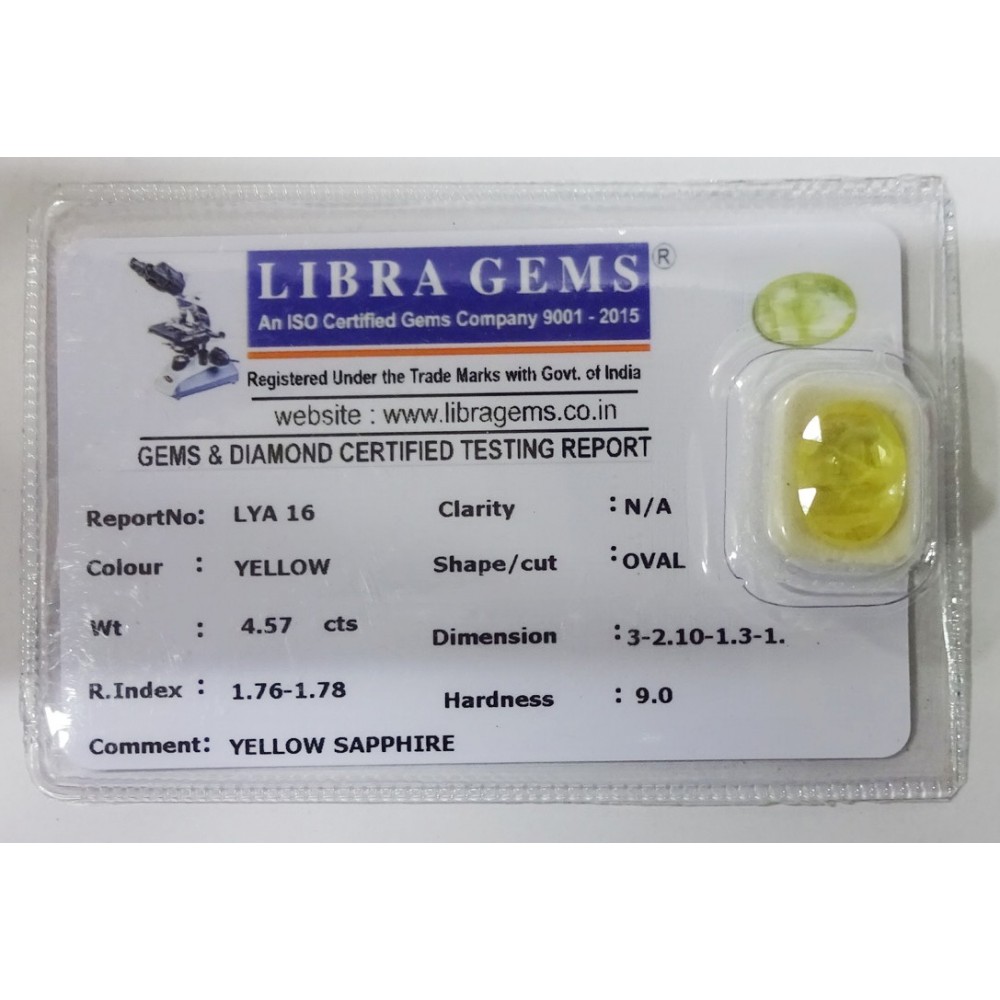 LIBRA GEMS ®
An ISO Certified Gems Company 9001 - 2015
Registered Under the Trade Marks with Govt. of India
website : www.libragems.co.in
GEMS & DIAMOND CERTIFIED TESTING REPORT
ReportNo: LYA 16 Clarity : N/A
Colour : YELLOW Shape/cut : OVAL
Wt : 4.57 cts Dimension : 3-2.10-1.3-1.
R.Index : 1.76-1.78 Hardness : 9.0
Comment: YELLOW SAPPHIRE